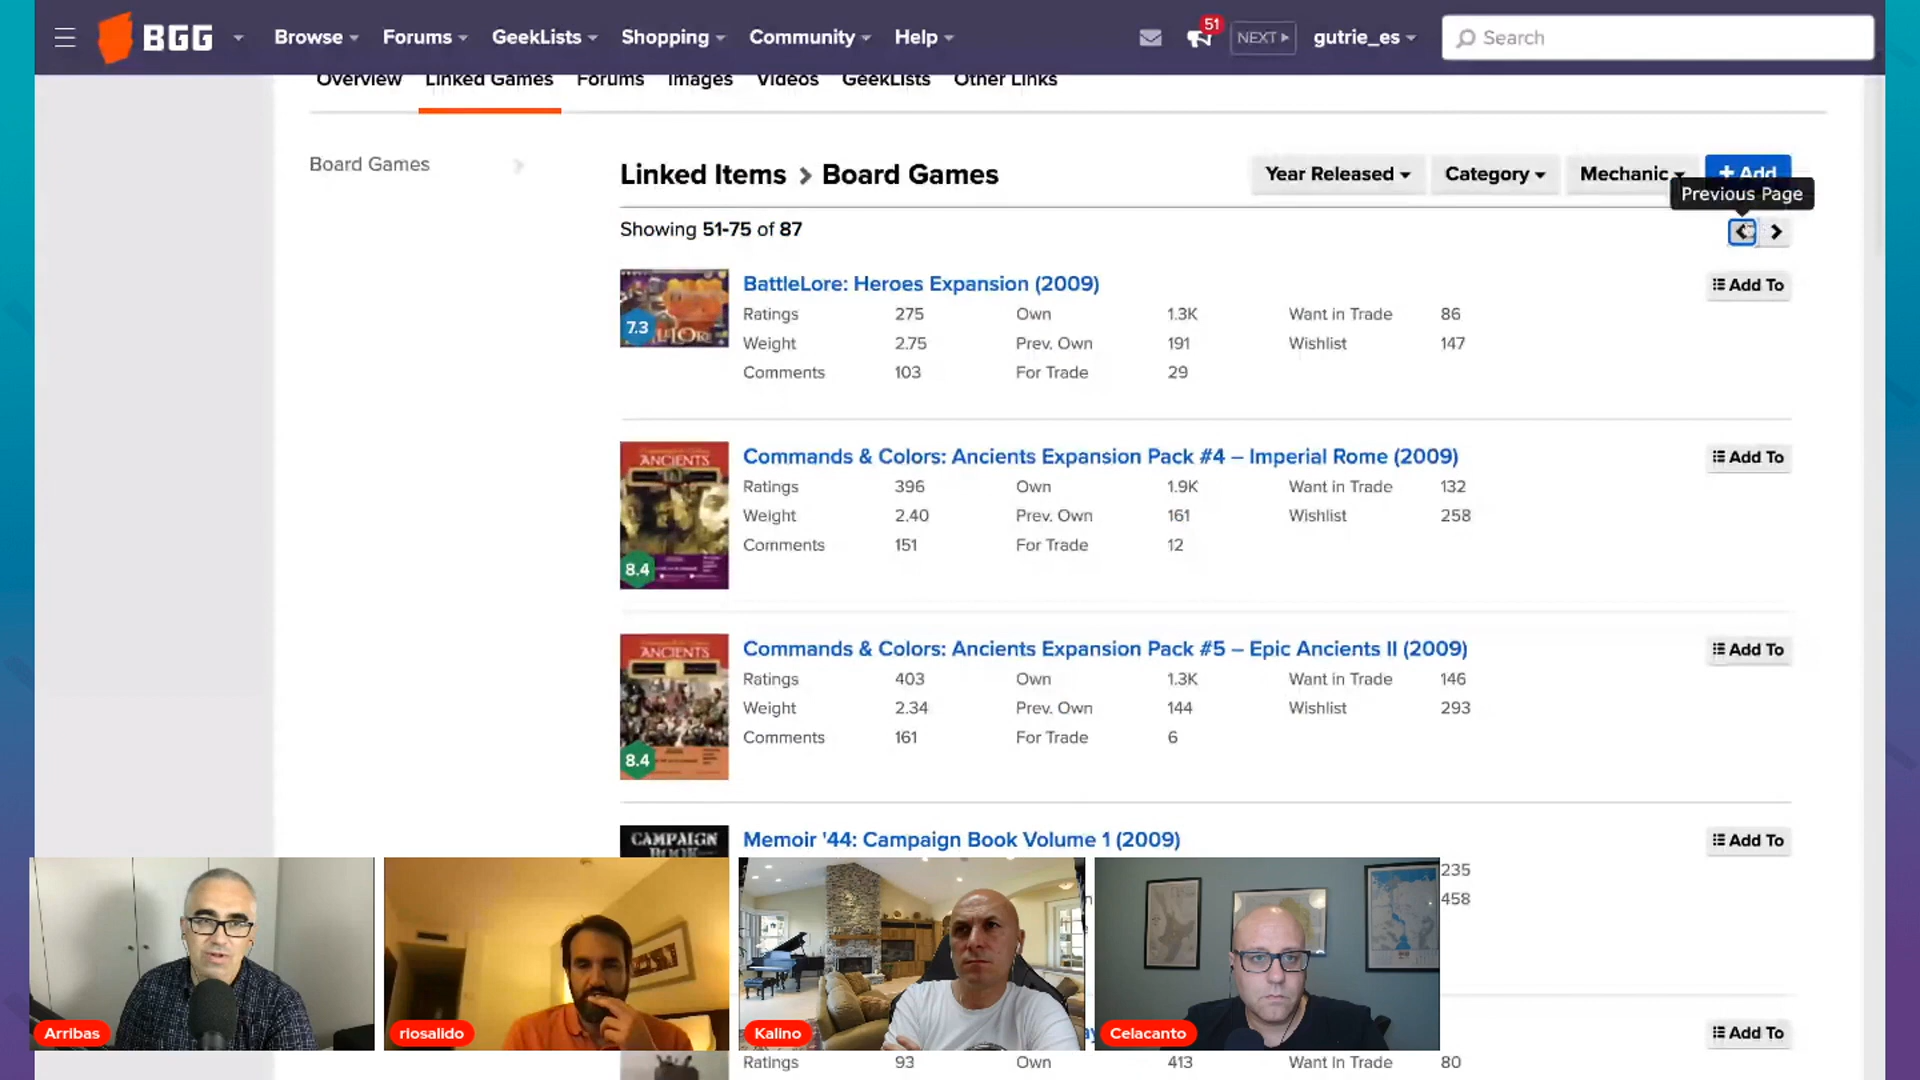 BGG
Browse
Forums
GeekLists
Shopping
Community
Help
51
NEXT
gutrie_es
Search
Overview
Linked Games
Forums
Images
Videos
GeekLists
Other Links
Board Games
Linked Items > Board Games
Year Released
Category
Mechanic
+ Add
Previous Page
Showing 51-75 of 87
BattleLore: Heroes Expansion (2009)
Add To
7.3
Ratings 275 Own 1.3K Want in Trade 86
Weight 2.75 Prev. Own 191 Wishlist 147
Comments 103 For Trade 29
Commands & Colors: Ancients Expansion Pack #4 – Imperial Rome (2009)
Add To
ANCIENTS
8.4
Ratings 396 Own 1.9K Want in Trade 132
Weight 2.40 Prev. Own 161 Wishlist 258
Comments 151 For Trade 12
Commands & Colors: Ancients Expansion Pack #5 – Epic Ancients II (2009)
Add To
ANCIENTS
8.4
Ratings 403 Own 1.3K Want in Trade 146
Weight 2.34 Prev. Own 144 Wishlist 293
Comments 161 For Trade 6
Memoir '44: Campaign Book Volume 1 (2009)
Add To
CAMPAIGN
BOOK
235
458
Arribas
riosalido
Kalino
Celacanto
Add To
Ratings 93 Own 413 Want in Trade 80